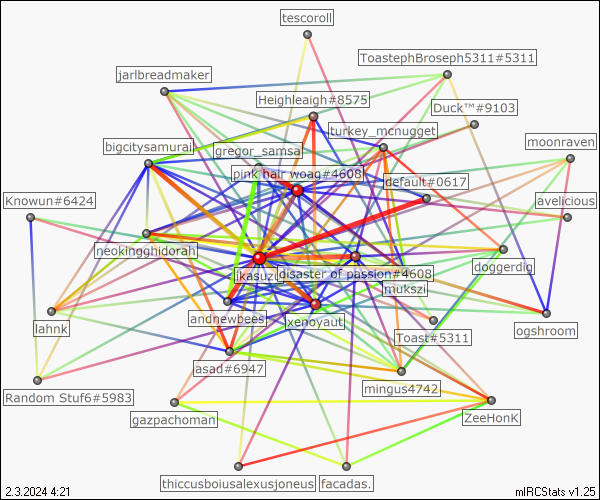 tescoroll
ToastephBroseph5311#5311
jarlbreadmaker
Heighleigh#8575
Duck™#9103
turkey_mcnugget
bigcitysamurai
gregor_samsa
moonraven
pink hair woag#4608
default#0617
Knowun#6424
avelicious
neokingghidorah
doggerdig
ikasuzu
disaster of passion#4608
mukszi
lahnk
andnewbees
xenoyaut
ogshroom
Toast#5311
asad#6947
mingus4742
Random Stuf6#5983
gazpachoman
ZeeHonK
thiccusboiusalexusjoneus
facadas.
2.3.2024 4:21
mIRCStats v1.25